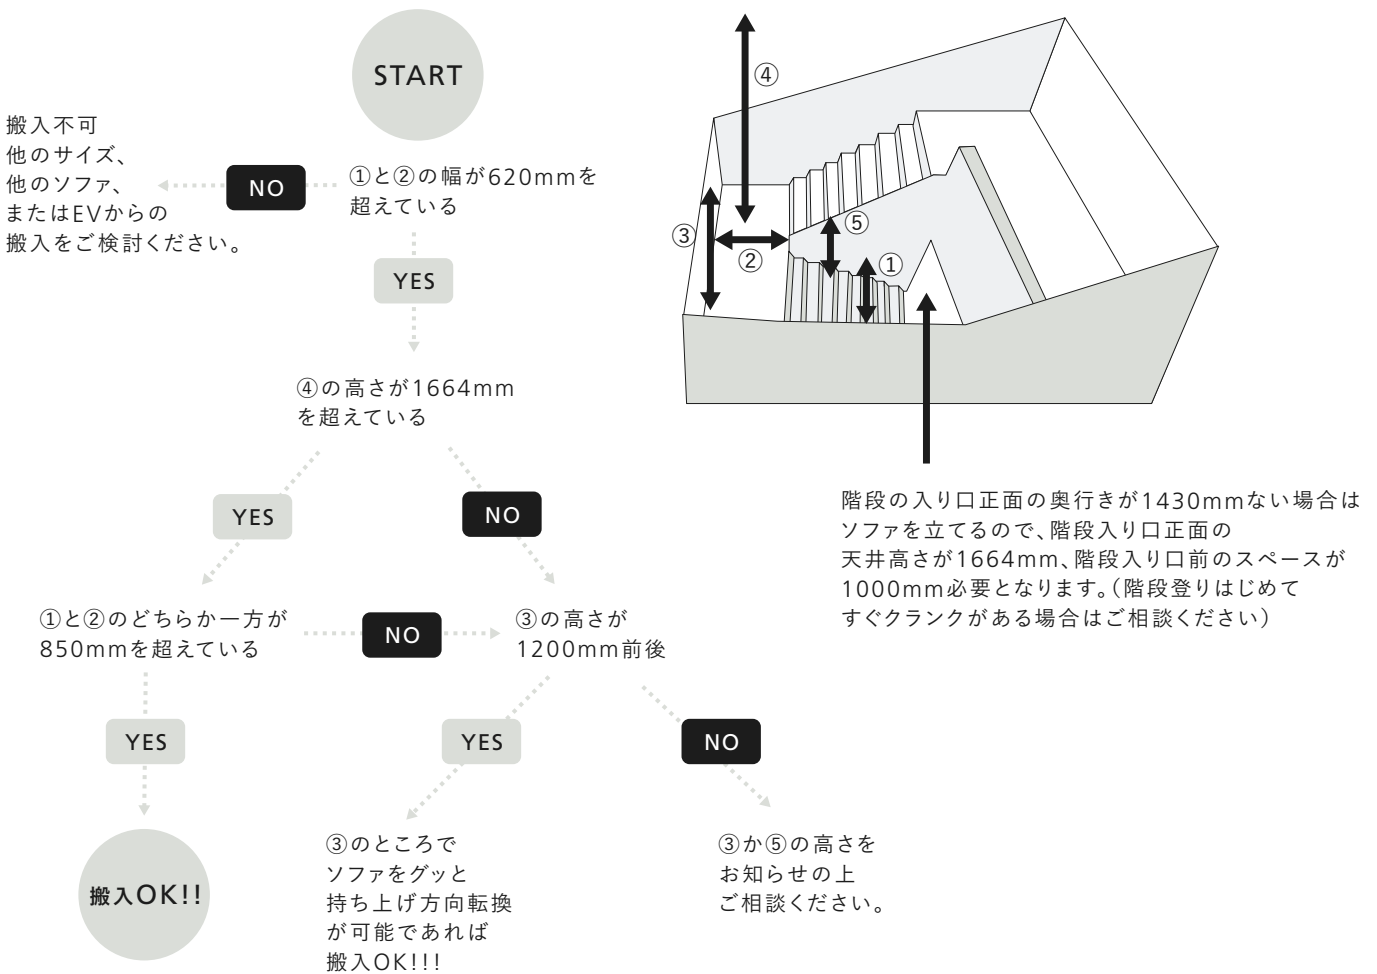 START
搬入不可
他のサイズ、
他のソファ、
またはEVからの
搬入をご検討ください。
NO
①と②の幅が620mmを
超えている
YES
④の高さが1664mm
を超えている
YES
NO
①と②のどちらか一方が
850mmを超えている
NO
③の高さが
1200mm前後
YES
YES
NO
搬入OK!!
③のところで
ソファをグッと
持ち上げ方向転換
が可能であれば
搬入OK!!!
③か⑤の高さを
お知らせの上
ご相談ください。
④
③
②
⑤
①
階段の入り口正面の奥行きが1430mmない場合は
ソファを立てるので、階段入り口正面の
天井高さが1664mm、階段入り口前のスペースが
1000mm必要となります。（階段登りはじめて
すぐクランクがある場合はご相談ください）